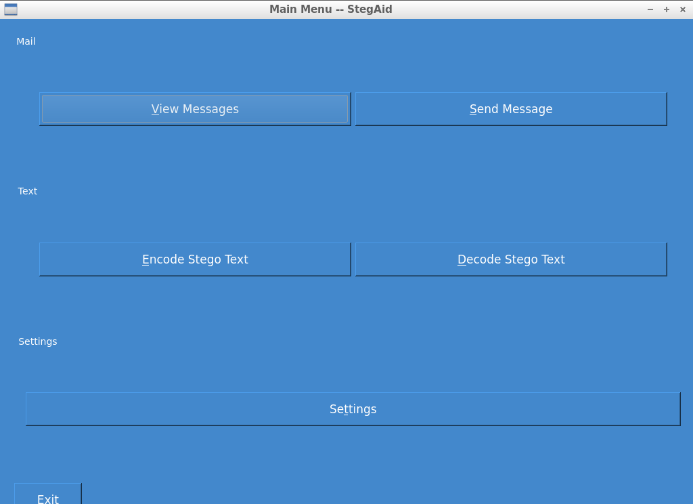 Main Menu -- StegAid
Mail
View Messages
Send Message
Text
Encode Stego Text
Decode Stego Text
Settings
Settings
Exit